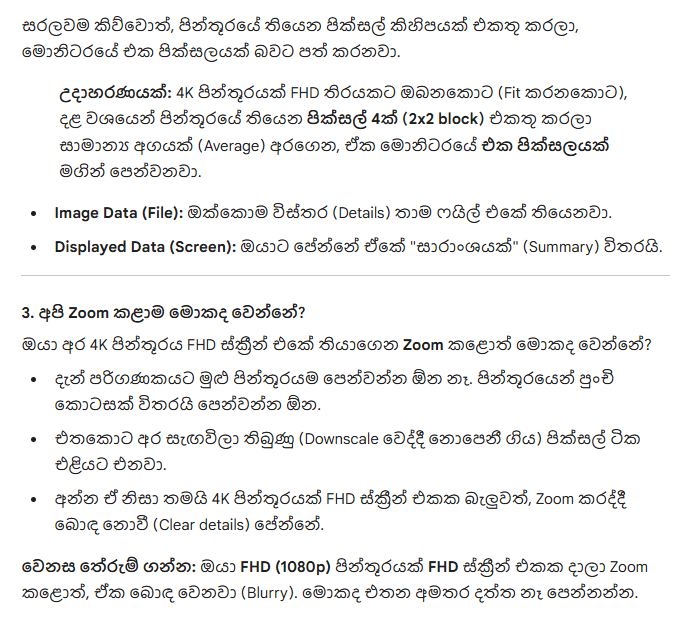 සරලවම කිව්වොත්, පින්තූරයේ තියෙන පික්සල් කිහිපයක් එකතු කරලා,
මොනිටරයේ එක පික්සලයක් බවට පත් කරනවා.
උදාහරණයක්: 4K පින්තූරයක් FHD තිරයකට ඔබනකොට (Fit කරනකොට),
දළ වශයෙන් පින්තූරයේ තියෙන පික්සල් 4ක් (2x2 block) එකතු කරලා
සාමාන්‍ය අගයක් (Average) අරගෙන, ඒක මොනිටරයේ එක පික්සලයක්
මගින් පෙන්වනවා.
• Image Data (File): ඔක්කොම විස්තර (Details) තාම ෆයිල් එකේ තියෙනවා.
• Displayed Data (Screen): ඔයාට පේන්නේ ඒකේ "සාරාංශයක්" (Summary) විතරයි.
3. අපි Zoom කළාම මොකද වෙන්නේ?
ඔයා අර 4K පින්තූරය FHD ස්ක්‍රීන් එකේ තියාගෙන Zoom කළොත් මොකද වෙන්නේ?
• දැන් පරිගණකයට මුළු පින්තූරයම පෙන්වන්න ඕන නෑ. පින්තූරයෙන් පුංචි
කොටසක් විතරයි පෙන්වන්න ඕන.
• එතකොට අර සැඟවිලා තිබුණු (Downscale වෙද්දී නොපෙනී ගිය) පික්සල් ටික
එළියට එනවා.
• අන්න ඒ නිසා තමයි 4K පින්තූරයක් FHD ස්ක්‍රීන් එකක බැලුවත්, Zoom කරද්දී
බොඳ නොවී (Clear details) පේන්නේ.
වෙනස තේරුම් ගන්න: ඔයා FHD (1080p) පින්තූරයක් FHD ස්ක්‍රීන් එකක දාලා Zoom
කළොත්, ඒක බොඳ වෙනවා (Blurry). මොකද එතන අමතර දත්ත නෑ පෙන්නන්න.